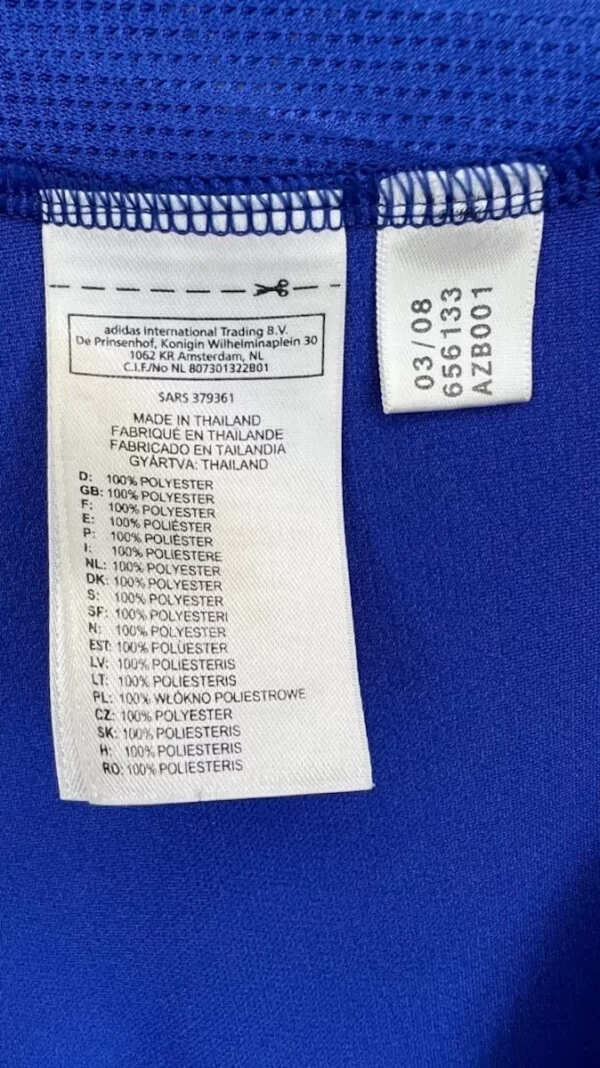 adidas International Trading B.V.
De Prinsenhof, Konigin Wilhelminaplein 30
1062 KR Amsterdam, NL
C.I.F./No NL 807301322B01
SARS 379361
MADE IN THAILAND
FABRIQUÉ EN THAÏLANDE
FABRICADO EN TAILANDIA
GYÁRTVA: THAILAND
D: 100% POLYESTER
GB: 100% POLYESTER
F: 100% POLYESTER
E: 100% POLIÉSTER
P: 100% POLIÉSTER
I: 100% POLIESTERE
NL: 100% POLYESTER
DK: 100% POLYESTER
S: 100% POLYESTER
SF: 100% POLYESTERI
N: 100% POLYESTER
EST: 100% POLÜESTER
LV: 100% POLIESTERIS
LT: 100% POLIESTERIS
PL: 100% WŁÓKNO POLIESTROWE
CZ: 100% POLYESTER
SK: 100% POLIESTERIS
H: 100% POLIESTERIS
RO: 100% POLIESTERIS
03/08
656133
AZB001